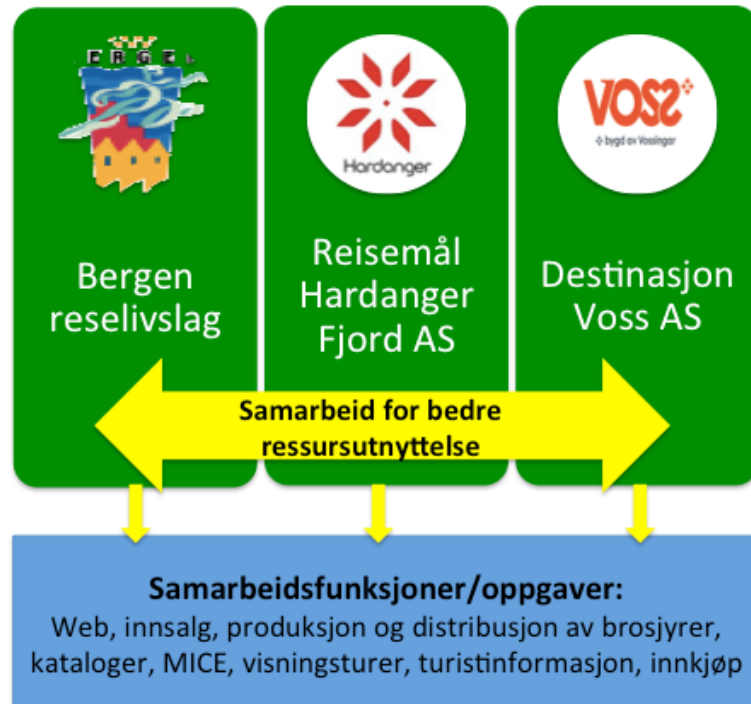 Hardanger
VOSS
bygd av Vossingar
Bergen
reselivslag
Reisemål
Hardanger
Fjord AS
Destinasjon
Voss AS
Samarbeid for bedre
ressursutnyttelse
Samarbeidsfunksjoner/oppgaver:
Web, innsalg, produksjon og distribusjon av brosjyrer,
kataloger, MICE, visningsturer, turistinformasjon, innkjøp